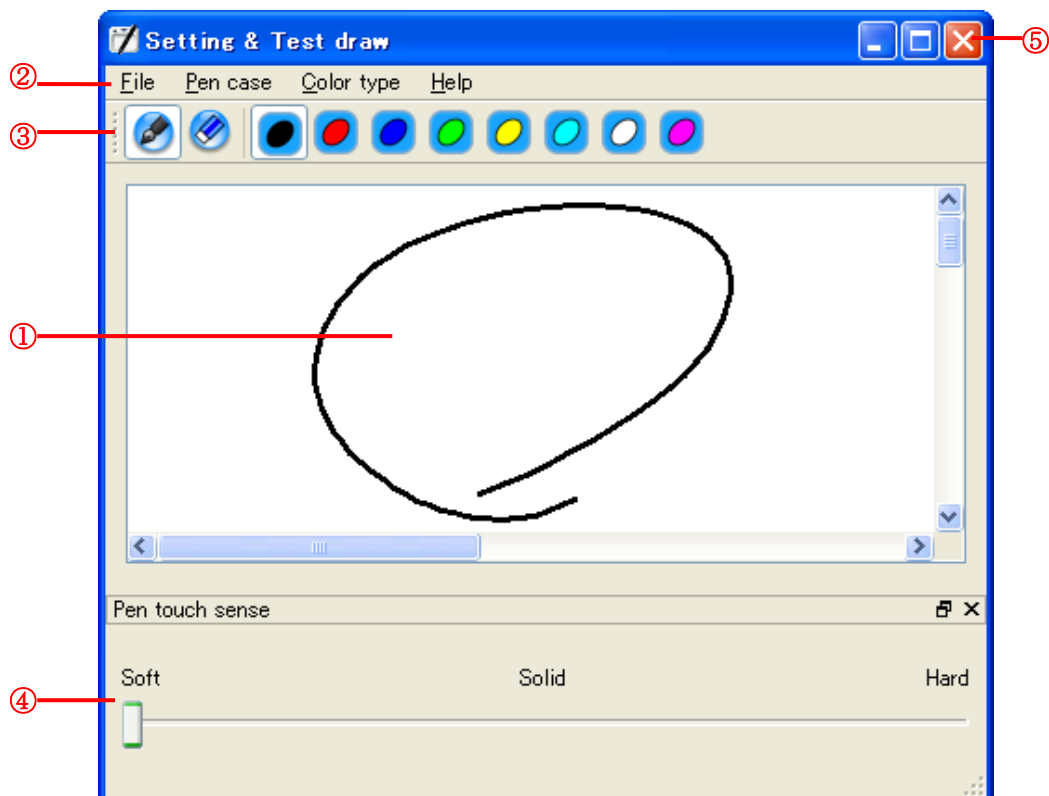 Setting & Test draw
⑤
②
File Pen case Color type Help
③
①
Pen touch sense
Soft Solid Hard
④